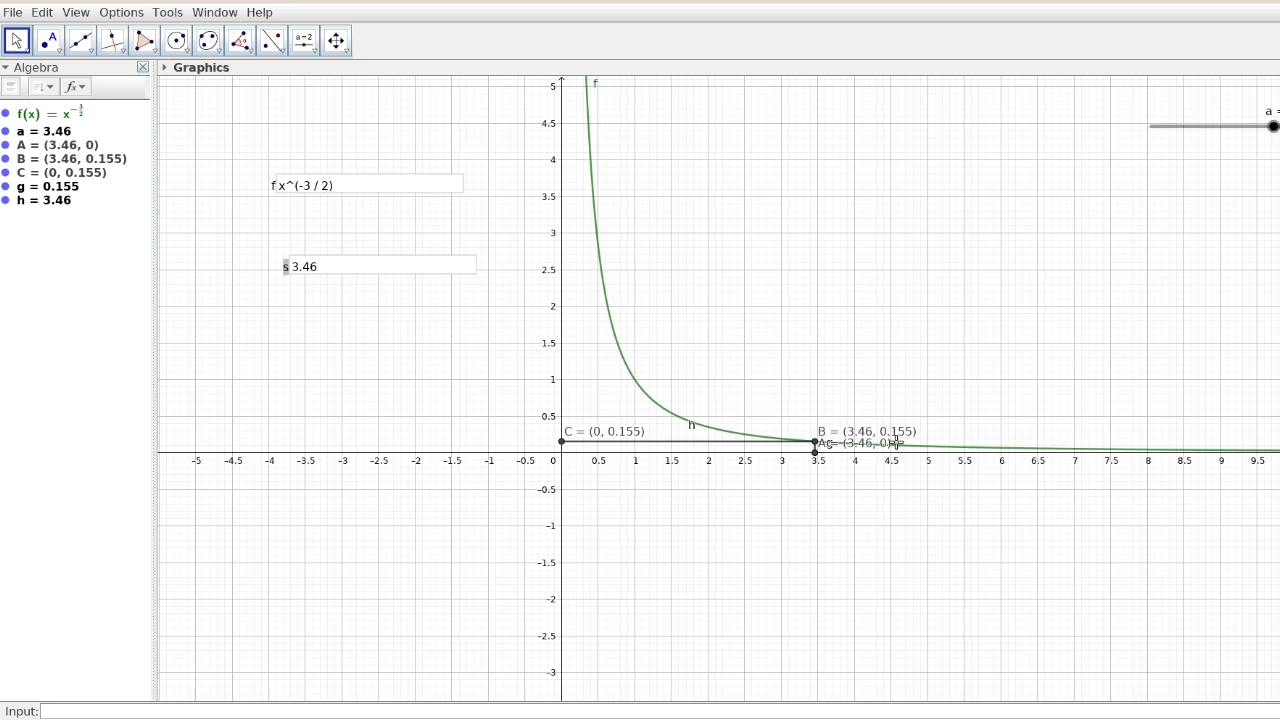 File Edit View Options Tools Window Help
a=2
Algebra
Graphics
fx
f(x) = x^(-3/2)
a = 3.46
A = (3.46, 0)
B = (3.46, 0.155)
C = (0, 0.155)
g = 0.155
h = 3.46
f
a =
f x^(-3 / 2)
s 3.46
5
4.5
4
3.5
3
2.5
2
1.5
1
0.5
C = (0, 0.155)
h
B = (3.46, 0.155)
A = (3.46, 0)
-5 -4.5 -4 -3.5 -3 -2.5 -2 -1.5 -1 -0.5 0 0.5 1 1.5 2 2.5 3 3.5 4 4.5 5 5.5 6 6.5 7 7.5 8 8.5 9 9.5
-0.5
-1
-1.5
-2
-2.5
-3
Input: